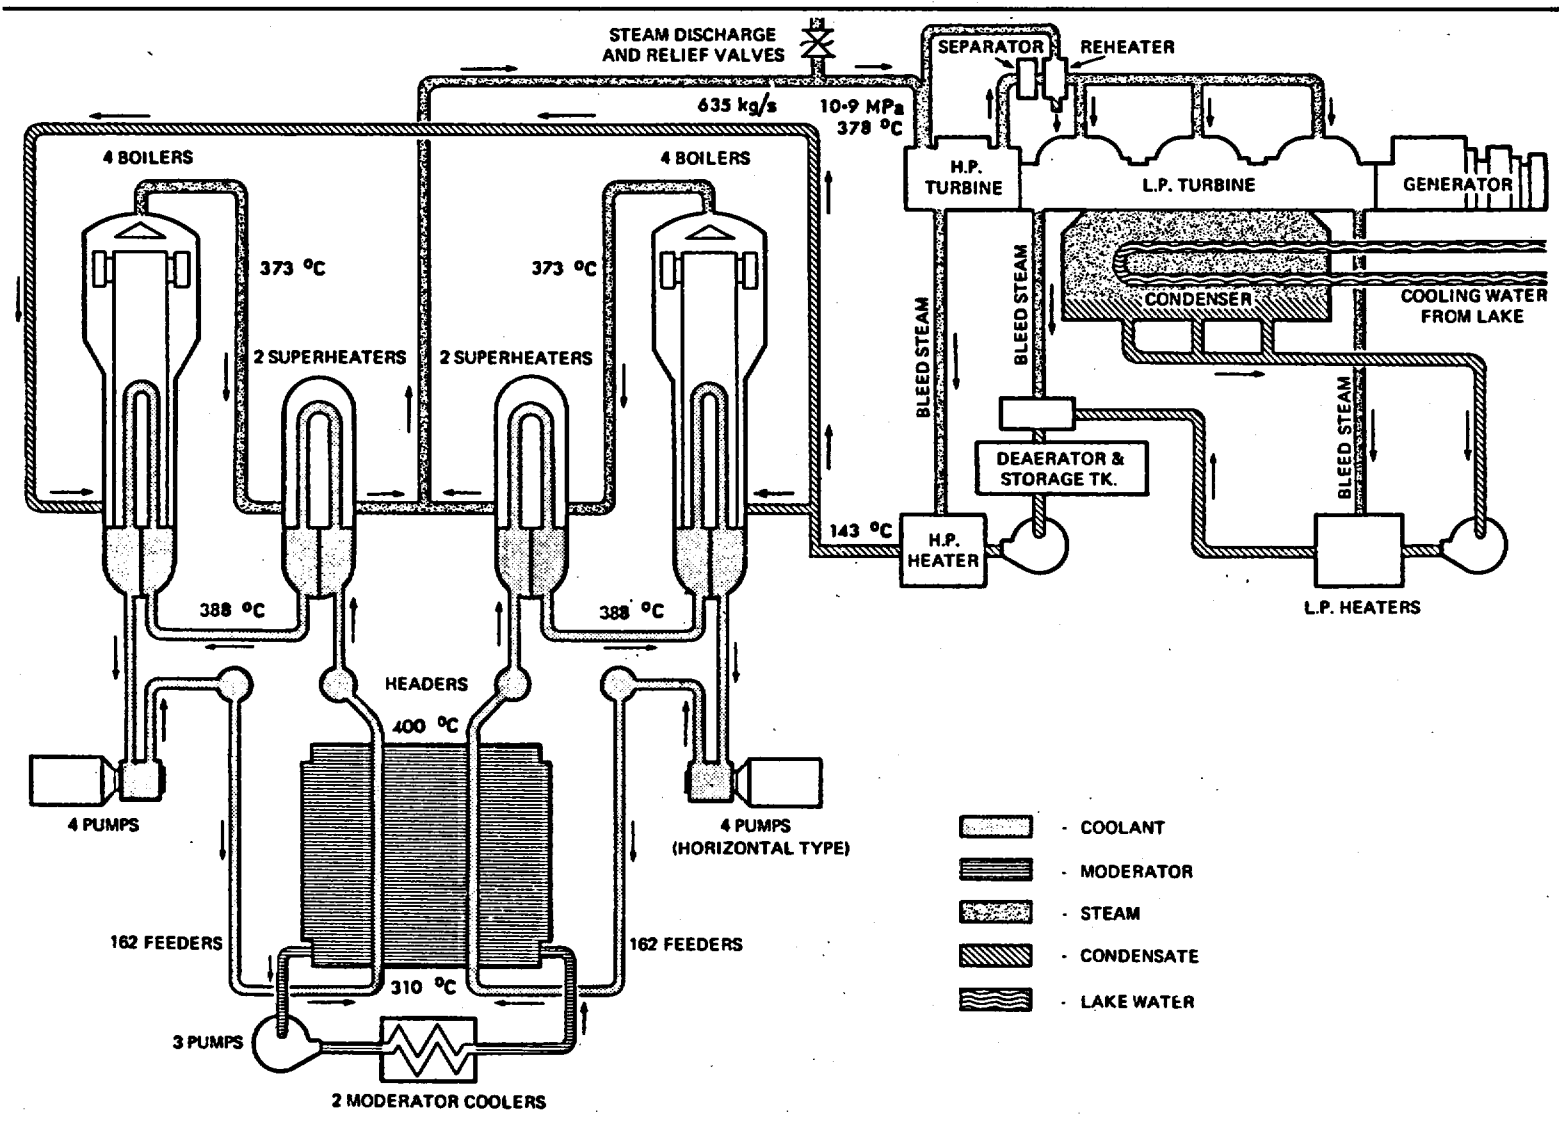 STEAM DISCHARGE
AND RELIEF VALVES
SEPARATOR
REHEATER
635 kg/s
10·9 MPa
378 °C
4 BOILERS
4 BOILERS
H.P.
TURBINE
L.P. TURBINE
GENERATOR
373 °C
373 °C
BLEED STEAM
BLEED STEAM
BLEED STEAM
CONDENSER
COOLING WATER
FROM LAKE
2 SUPERHEATERS
2 SUPERHEATERS
DEAERATOR &
STORAGE TK.
143 °C
H.P.
HEATER
L.P. HEATERS
388 °C
388 °C
HEADERS
400 °C
4 PUMPS
4 PUMPS
(HORIZONTAL TYPE)
162 FEEDERS
162 FEEDERS
310 °C
3 PUMPS
2 MODERATOR COOLERS
- COOLANT
- MODERATOR
- STEAM
- CONDENSATE
- LAKE WATER